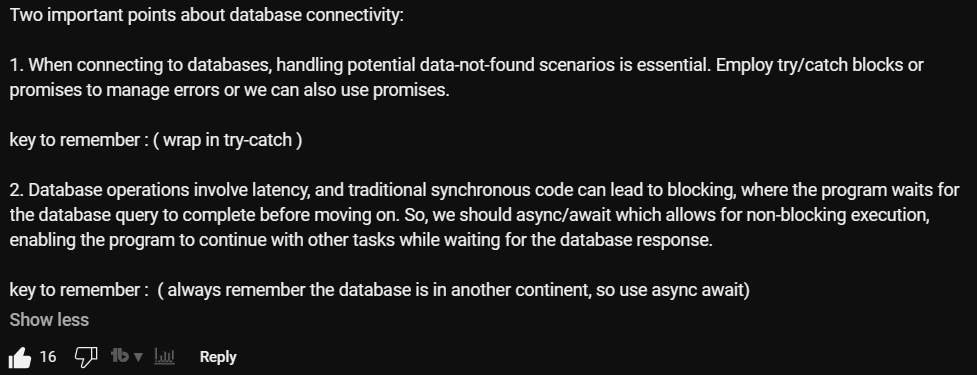 Two important points about database connectivity:
1. When connecting to databases, handling potential data-not-found scenarios is essential. Employ try/catch blocks or
promises to manage errors or we can also use promises.
key to remember : ( wrap in try-catch )
2. Database operations involve latency, and traditional synchronous code can lead to blocking, where the program waits for
the database query to complete before moving on. So, we should async/await which allows for non-blocking execution,
enabling the program to continue with other tasks while waiting for the database response.
key to remember :  ( always remember the database is in another continent, so use async await)
Show less
16 tb Reply